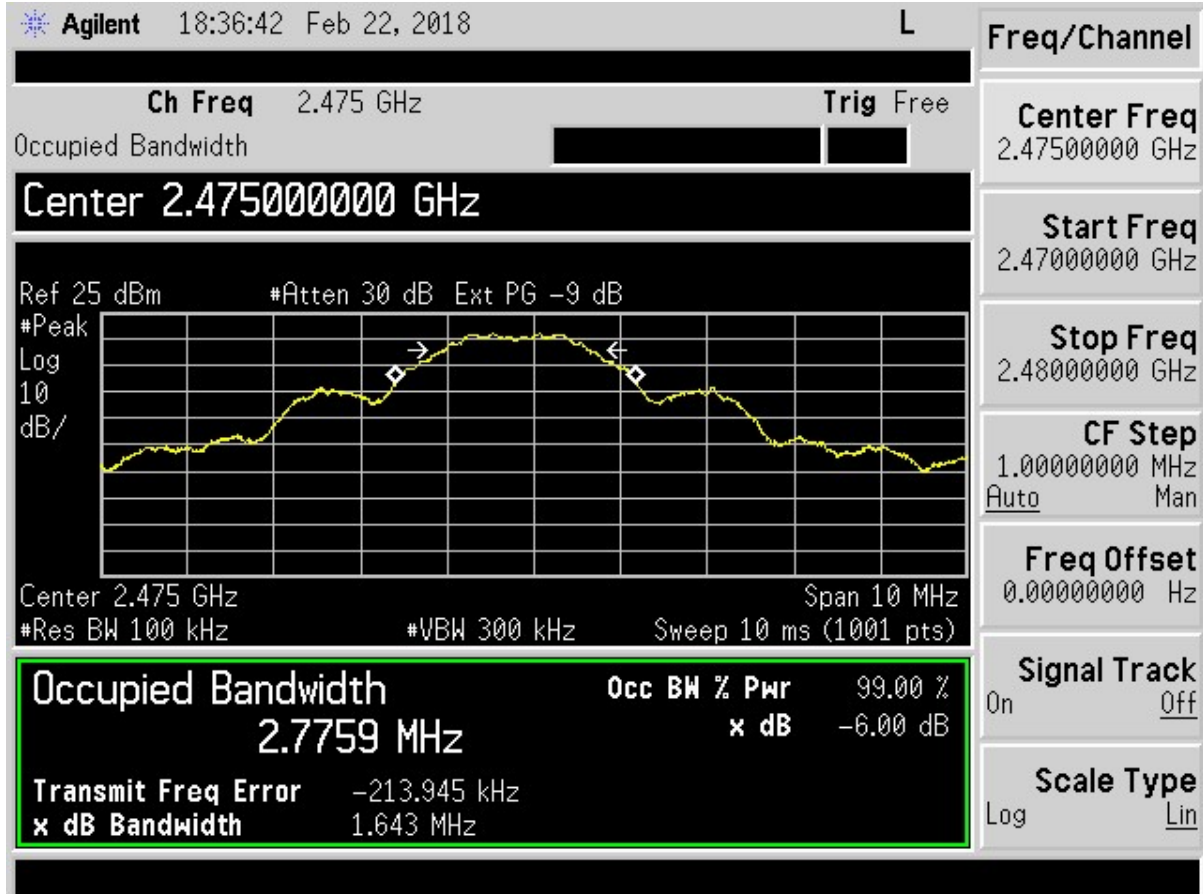 Agilent 18:36:42 Feb 22, 2018 L
Freq/Channel
Ch Freq 2.475 GHz Trig Free
Occupied Bandwidth
Center 2.475000000 GHz
Ref 25 dBm #Atten 30 dB Ext PG -9 dB
#Peak
Log
10
dB/
Center 2.475 GHz Span 10 MHz
#Res BW 100 kHz #VBW 300 kHz Sweep 10 ms (1001 pts)
Occupied Bandwidth
2.7759 MHz
Occ BW % Pwr 99.00 %
x dB -6.00 dB
Transmit Freq Error -213.945 kHz
x dB Bandwidth 1.643 MHz
Center Freq
2.47500000 GHz
Start Freq
2.47000000 GHz
Stop Freq
2.48000000 GHz
CF Step
1.00000000 MHz
Auto Man
Freq Offset
0.00000000 Hz
Signal Track
On Off
Scale Type
Log Lin